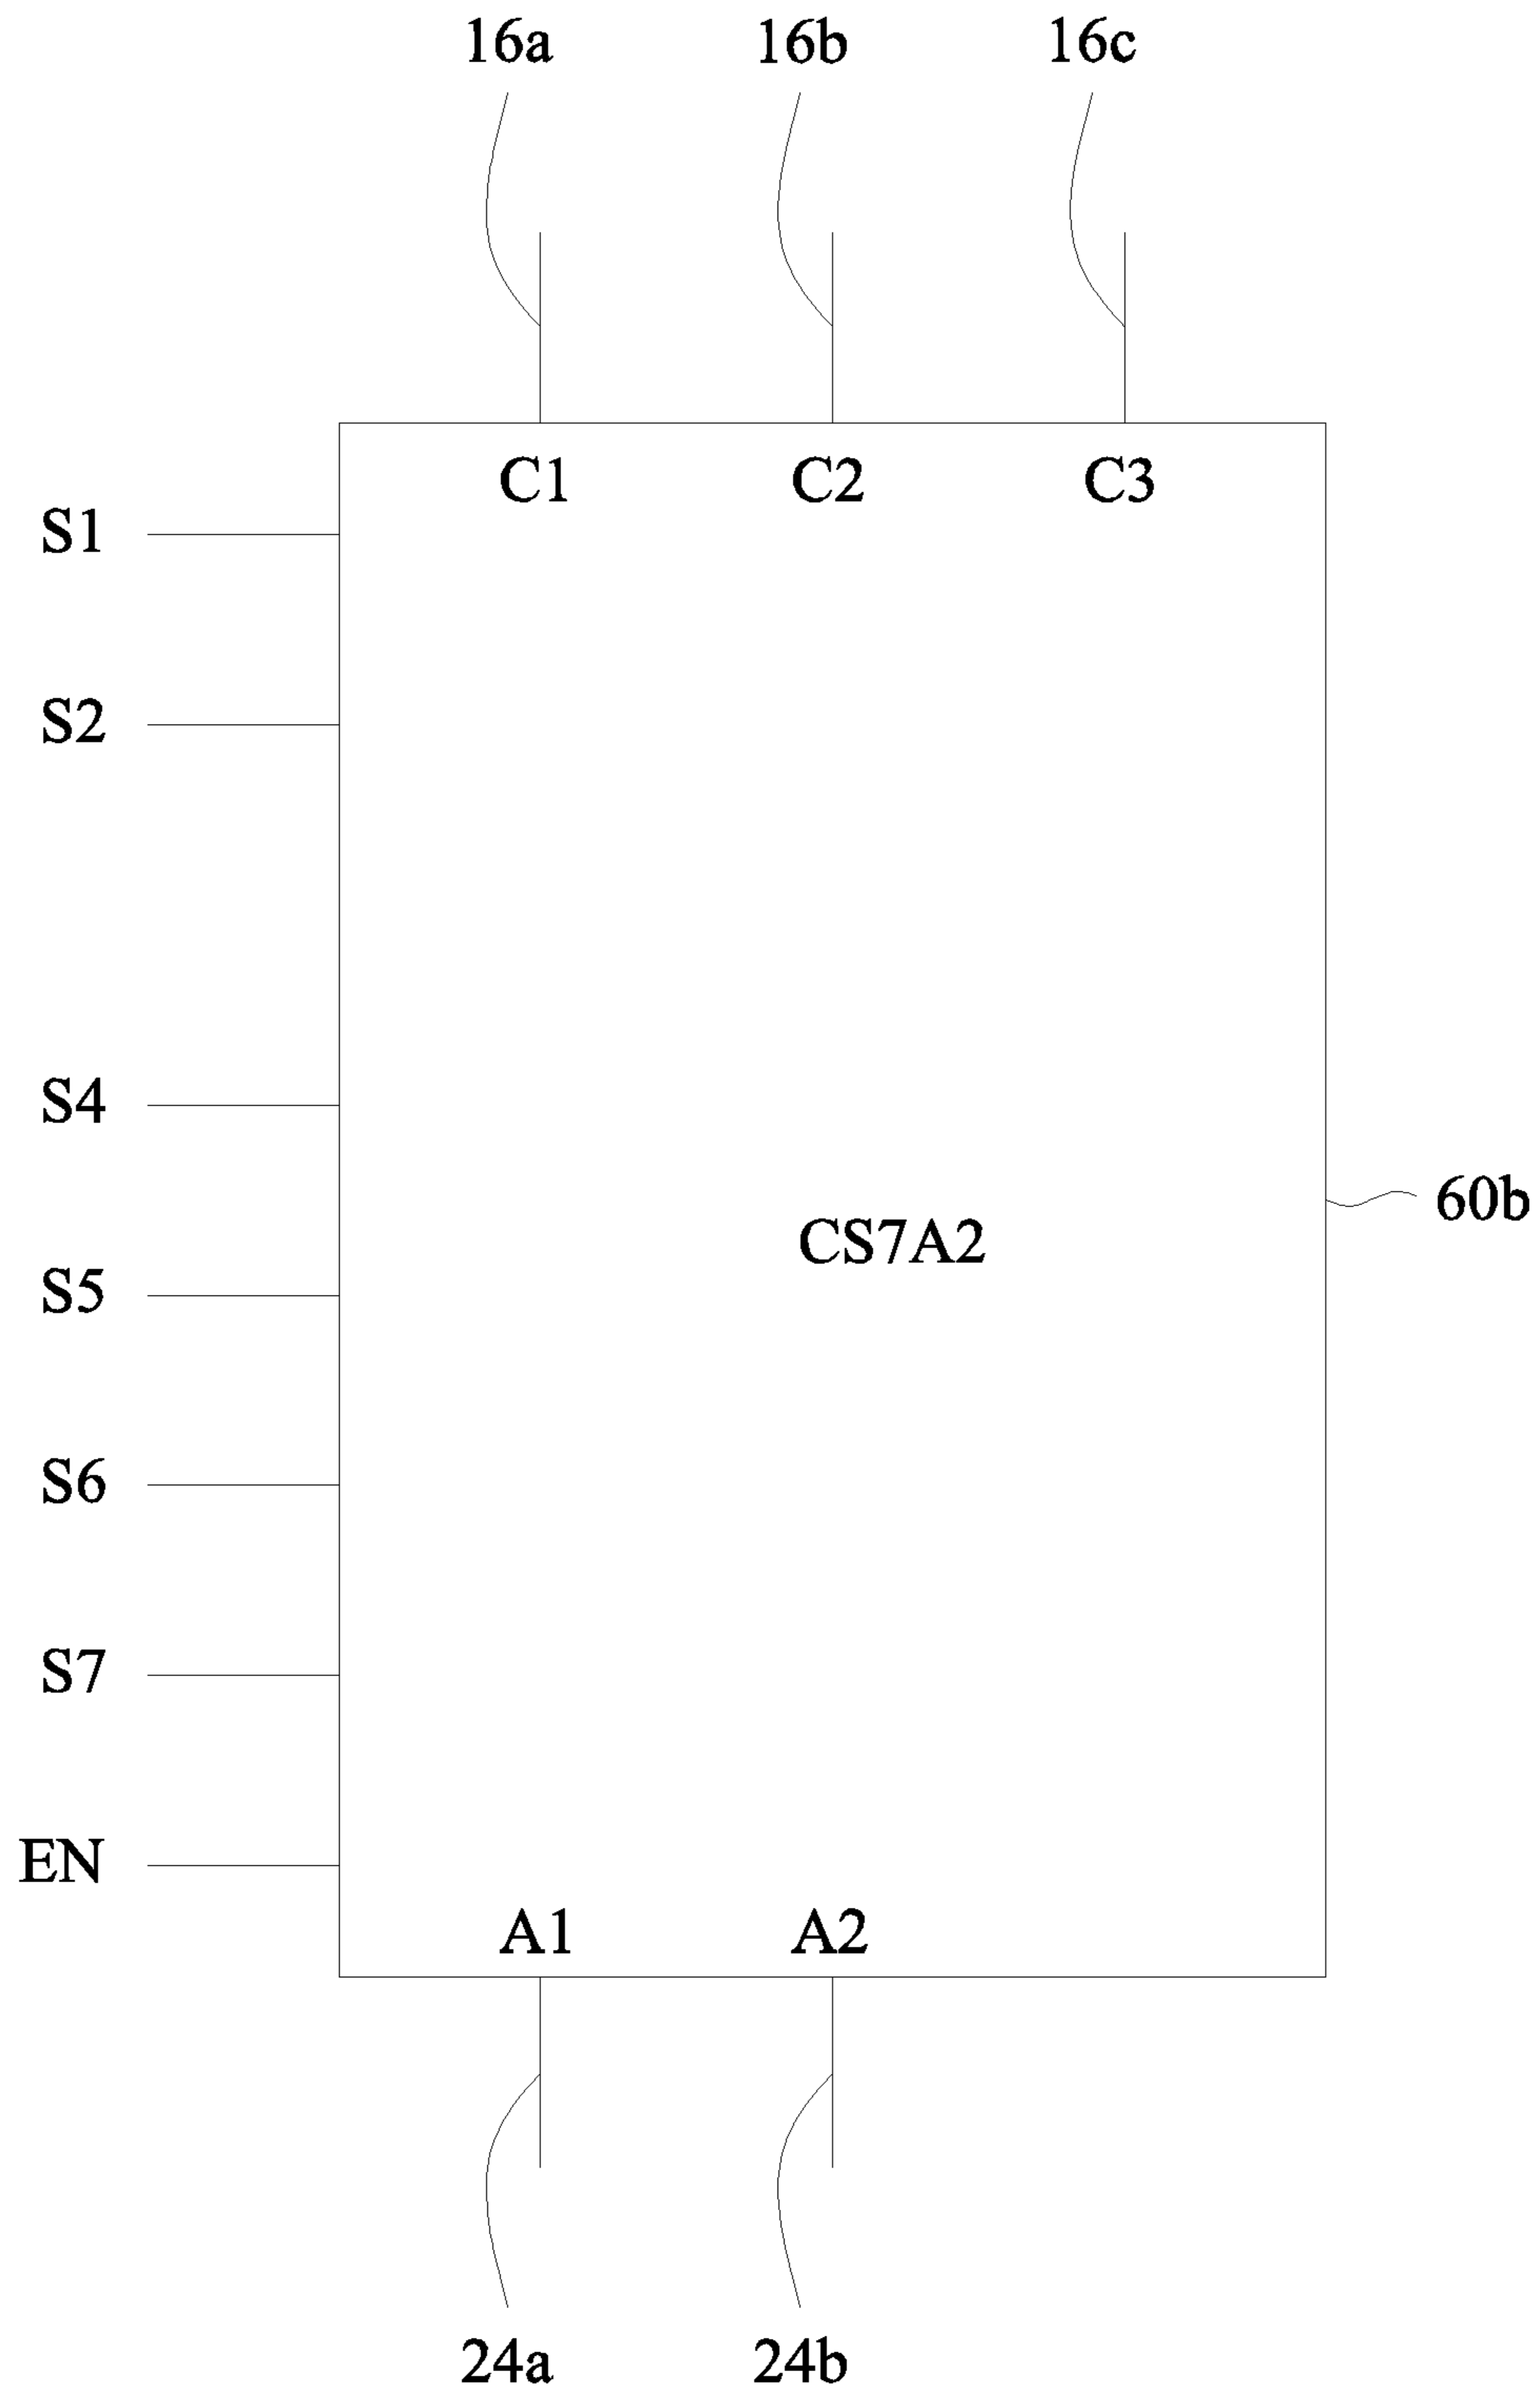 16a 16b 16c
C1 C2 C3
S1
S2
S4
60b
CS7A2
S5
S6
S7
EN
A1 A2
24a 24b